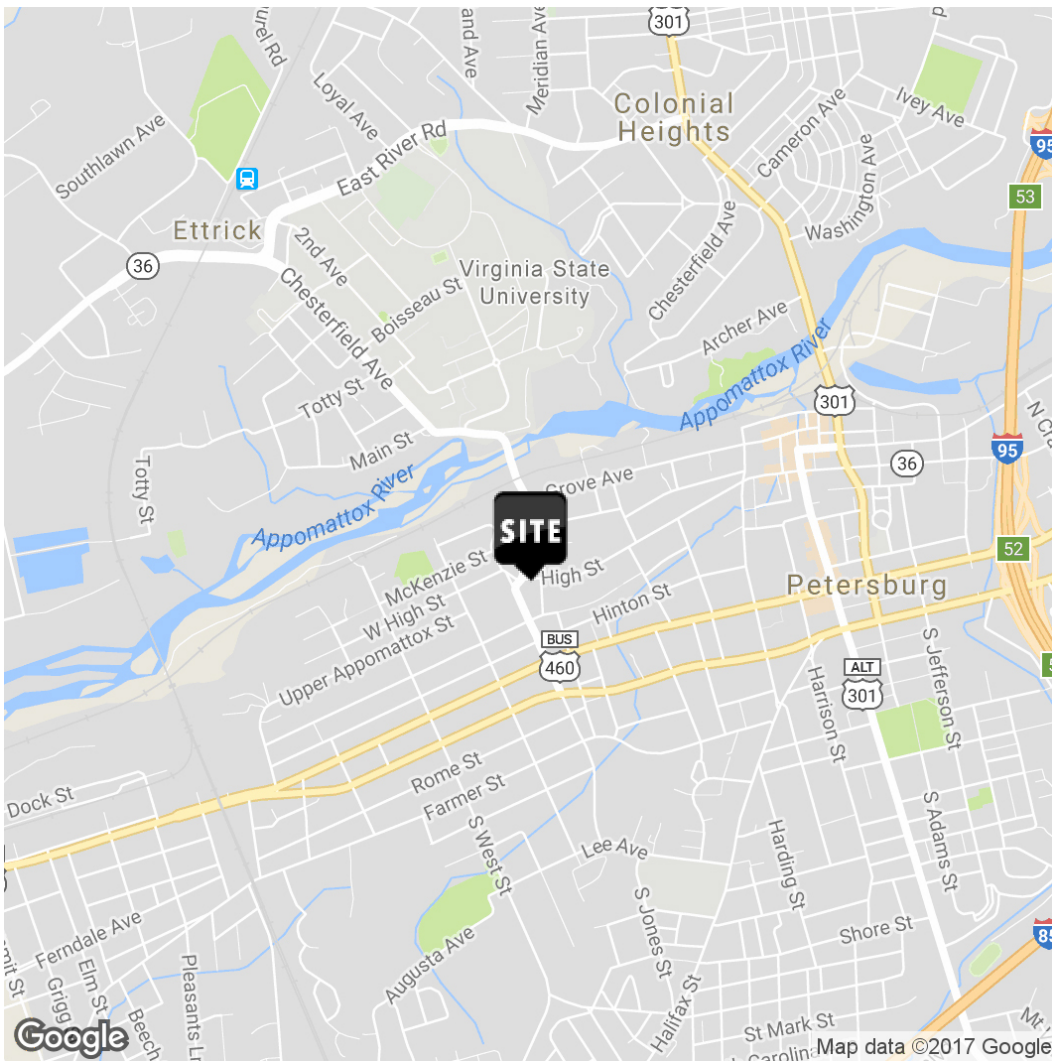 301
Ivey Ave
Meridian Ave
Loyal Ave
Colonial
Heights
Cameron Ave
95
Southlawn Ave
East River Rd
53
Washington Ave
Ettrick
2nd Ave
36
Virginia State
University
Chesterfield Ave
Boisseau St
Chesterfield Ave
Archer Ave
Appomattox River
Totty St
301
Main St
36
95
Totty St
Appomattox River
Grove Ave
SITE
52
McKenzie St
High St
Petersburg
W High St
Hinton St
Upper Appomattox St
BUS
460
ALT
301
S Jefferson St
Harrison St
Rome St
Dock St
Farmer St
S West St
Lee Ave
Harding St
S Adams St
Shore St
85
Ferndale Ave
S Jones St
Augusta Ave
Elm St
Grigg
Beech
Pleasants Ln
Halifax St
St Mark St
Google
Map data ©2017 Google